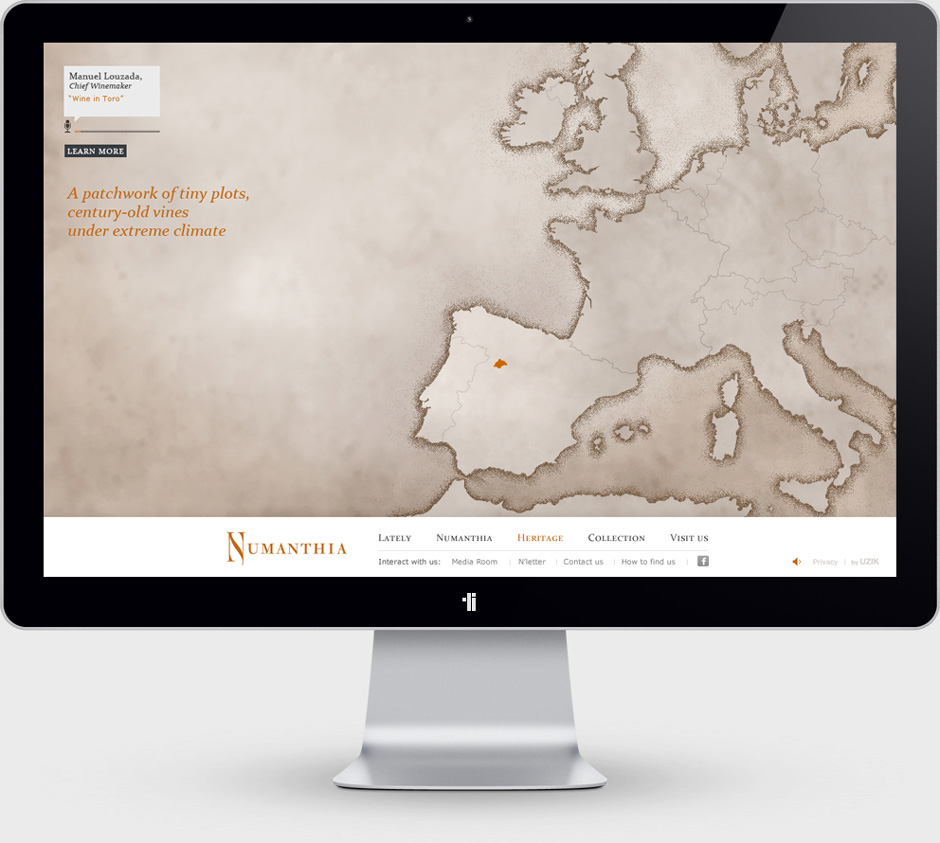 Manuel Louzada,
Chief Winemaker
"Wine in Toro"
LEARN MORE
A patchwork of tiny plots,
century-old vines
under extreme climate
NUMANTHIA
LATELY NUMANTHIA HERITAGE COLLECTION VISIT US
Interact with us: Media Room | N'letter | Contact us | How to find us | f
Privacy | by UZIK